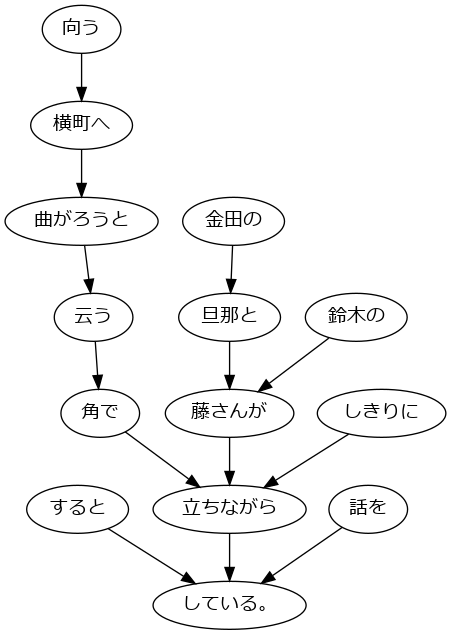 向う
横町へ
曲がろうと
金田の
云う
旦那と
鈴木の
角で
藤さんが
しきりに
すると
立ちながら
話を
している。